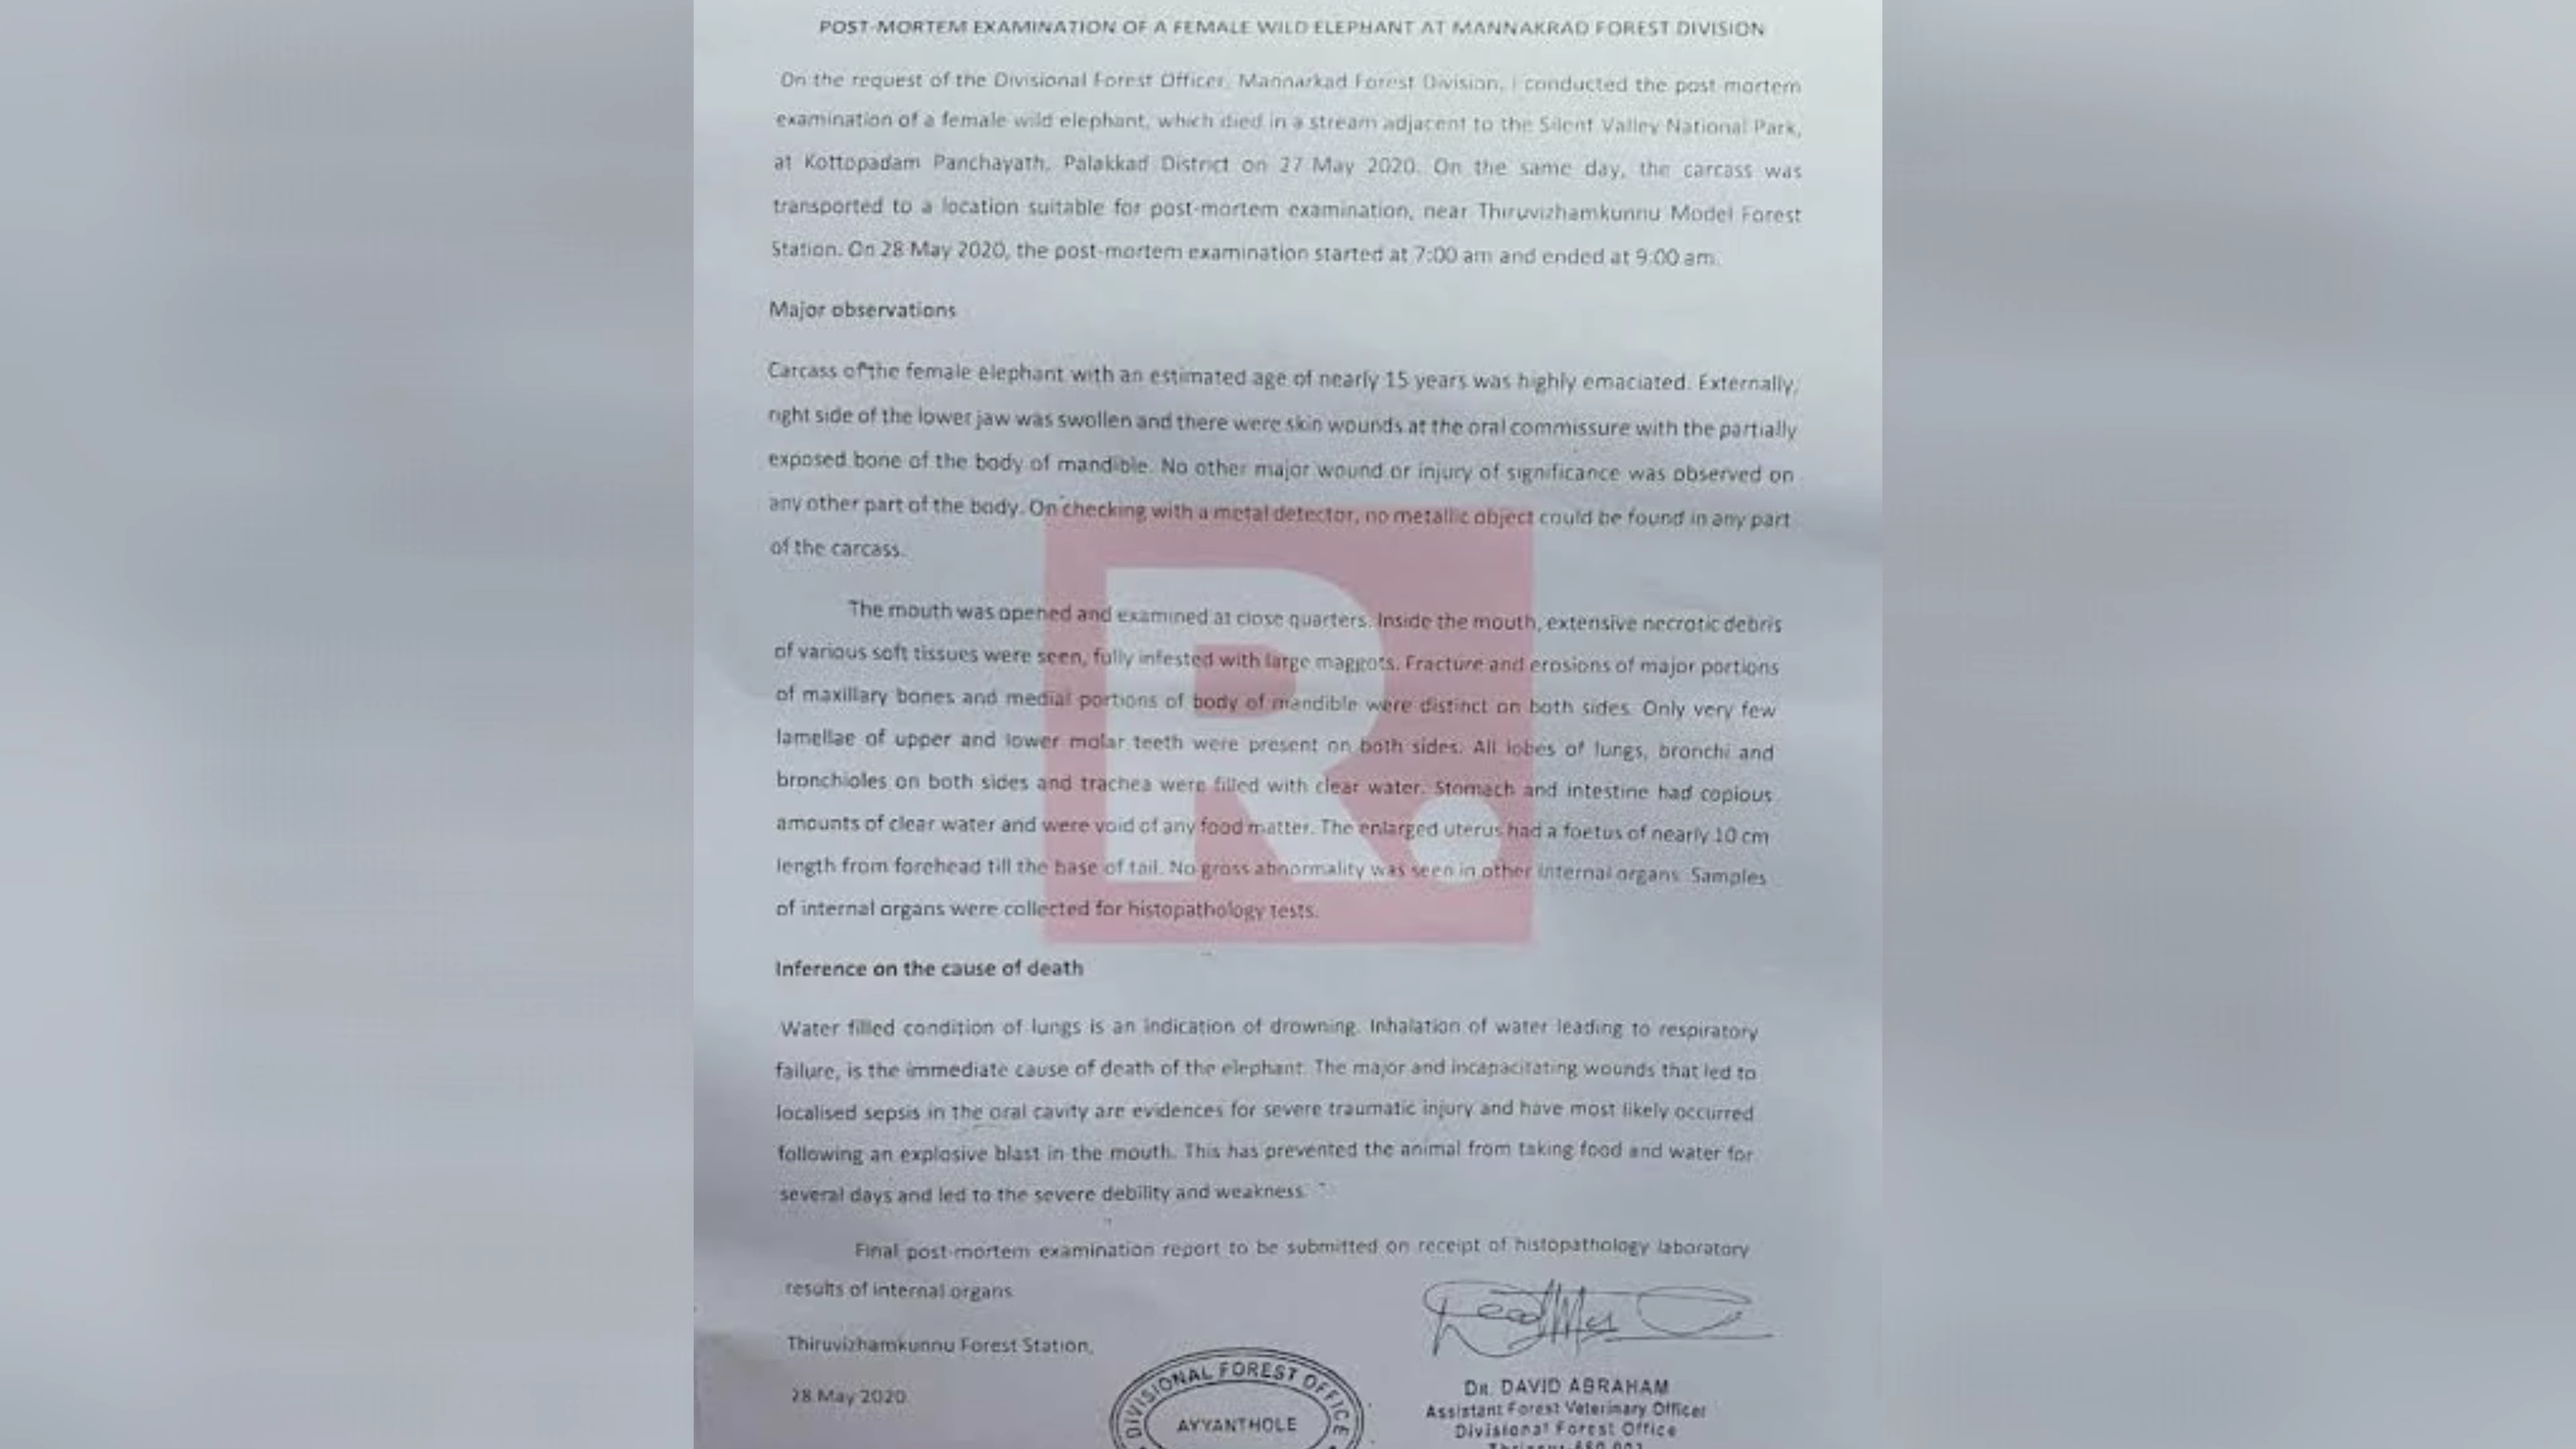 POST-MORTEM EXAMINATION OF A FEMALE WILD ELEPHANT AT MANNAKRAD FOREST DIVISION
On the request of the Divisional Forest Officer, Mannarkad Forest Division, I conducted the post mortem
examination of a female wild elephant, which died in a stream adjacent to the Silent Valley National Park,
at Kottopadam Panchayath, Palakkad District on 27 May 2020. On the same day, the carcass was
transported to a location suitable for post-mortem examination, near Thiruvizhamkunnu Model Forest
Station. On 28 May 2020, the post-mortem examination started at 7:00 am and ended at 9:00 am.
Major observations
Carcass of the female elephant with an estimated age of nearly 15 years was highly emaciated. Externally,
right side of the lower jaw was swollen and there were skin wounds at the oral commissure with the partially
exposed bone of the body of mandible. No other major wound or injury of significance was observed on
any other part of the body. On checking with a metal detector, no metallic object could be found in any part
of the carcass.
The mouth was opened and examined at close quarters. Inside the mouth, extensive necrotic debris
of various soft tissues were seen, fully infested with large maggots. Fracture and erosions of major portions
of maxillary bones and medial portions of body of mandible were distinct on both sides. Only very few
lamellae of upper and lower molar teeth were present on both sides. All lobes of lungs, bronchi and
bronchioles on both sides and trachea were filled with clear water. Stomach and intestine had copious
amounts of clear water and were void of any food matter. The enlarged uterus had a foetus of nearly 10 cm
length from forehead till the base of tail. No gross abnormality was seen in other internal organs. Samples
of internal organs were collected for histopathology tests.
R.
Inference on the cause of death
Water filled condition of lungs is an indication of drowning. Inhalation of water leading to respiratory
failure, is the immediate cause of death of the elephant. The major and incapacitating wounds that led to
localised sepsis in the oral cavity are evidences for severe traumatic injury and have most likely occurred
following an explosive blast in the mouth. This has prevented the animal from taking food and water for
several days and led to the severe debility and weakness.
Final post-mortem examination report to be submitted on receipt of histopathology laboratory
results of internal organs
Thiruvizhamkunnu Forest Station,
28 May 2020
DIVISIONAL FOREST OFFICE
AYYANTHOLE
DR. DAVID ABRAHAM
Assistant Forest Veterinary Officer
Divisional Forest Office